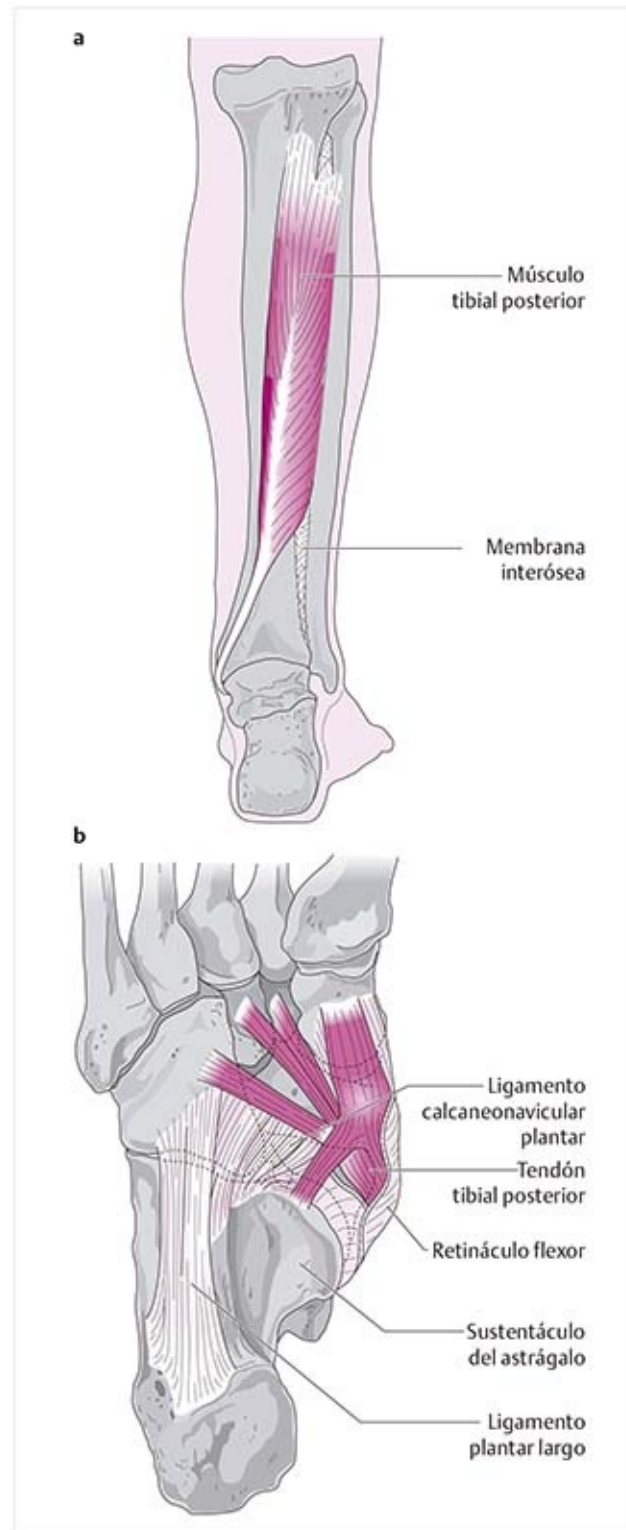 a
Músculo
tibial posterior
Membrana
interósea
b
Ligamento
calcaneonavicular
plantar
Tendón
tibial posterior
Retináculo flexor
Sustentáculo
del astrágalo
Ligamento
plantar largo